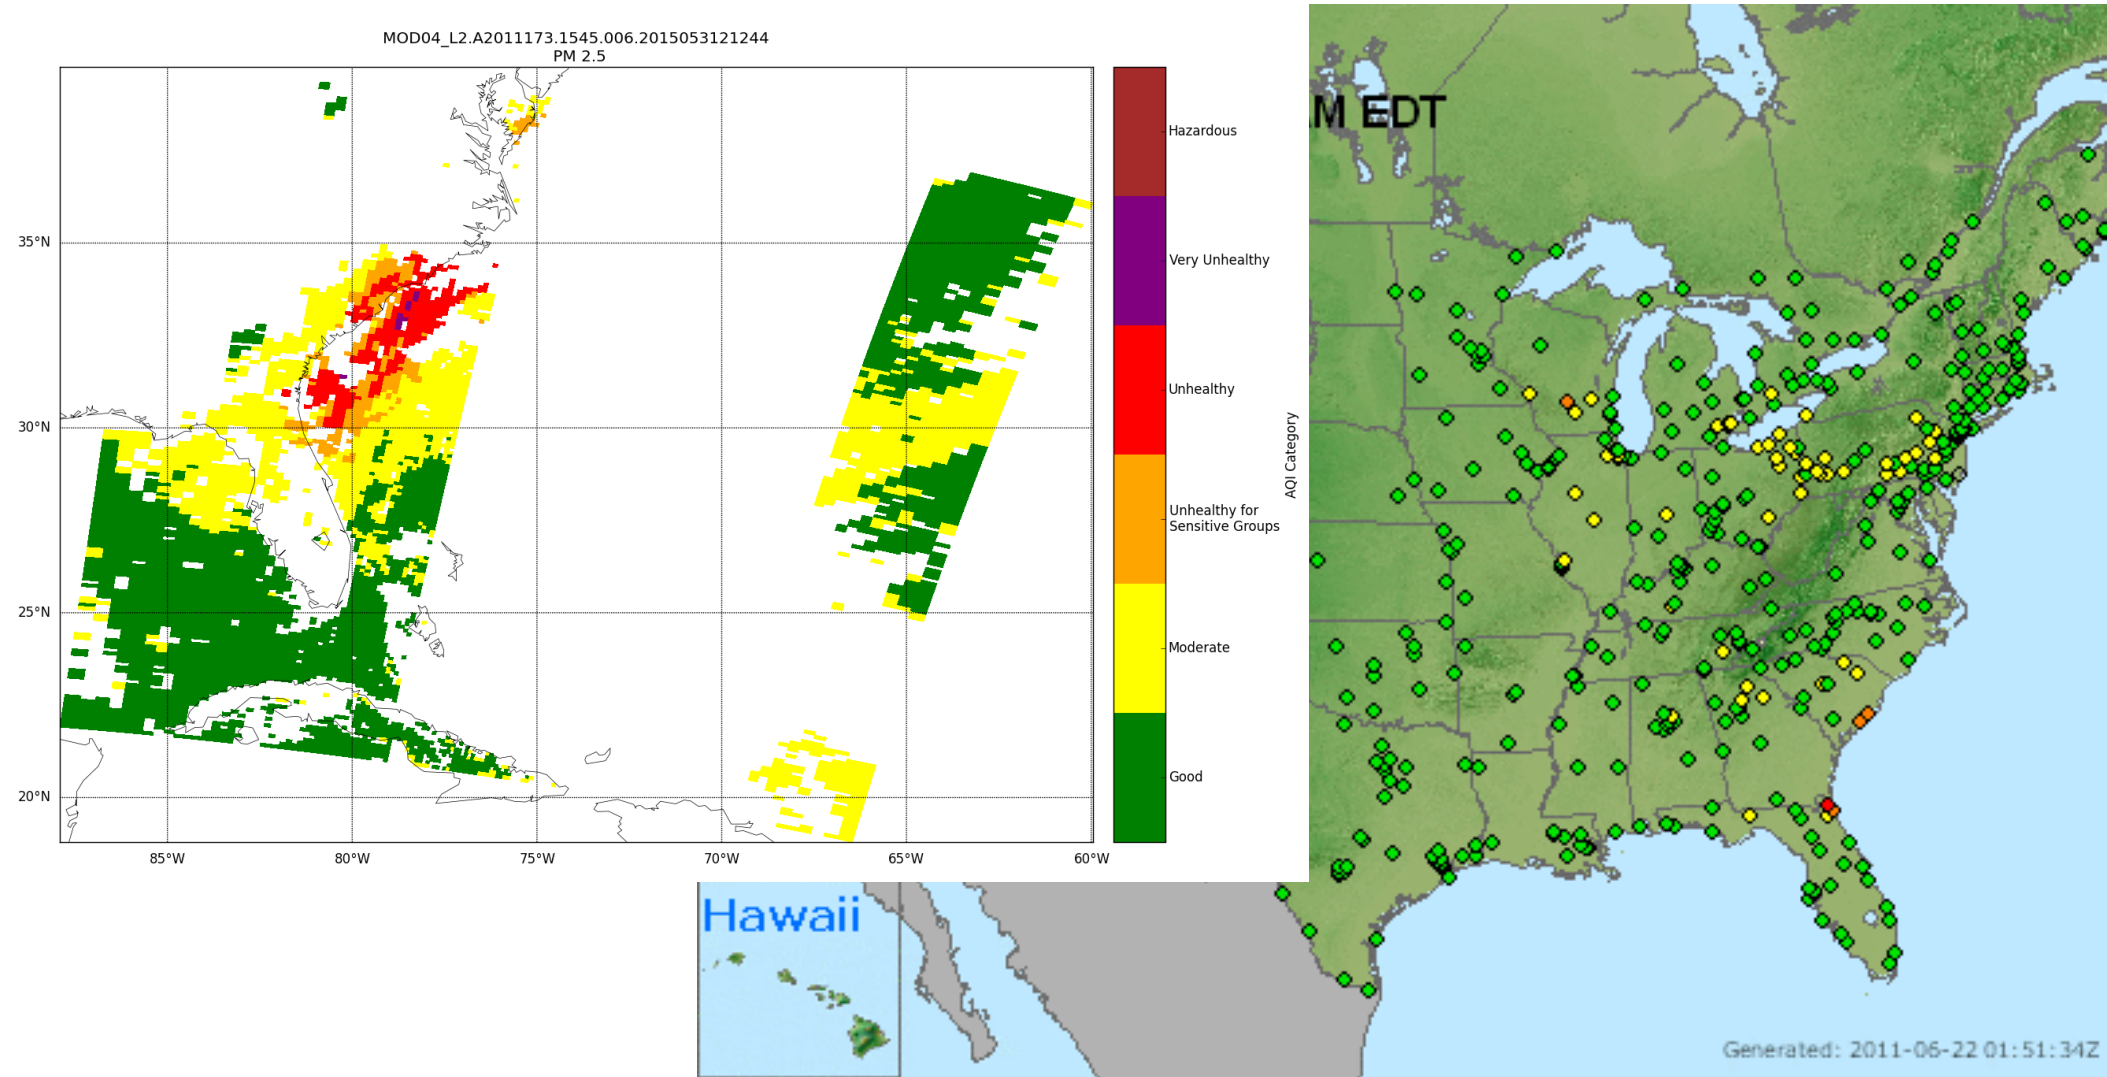 MOD04_L2.A2011173.1545.006.2015053121244
PM 2.5
35°N
30°N
25°N
20°N
85°W
80°W
75°W
70°W
65°W
60°W
Hazardous
Very Unhealthy
Unhealthy
Unhealthy for
Sensitive Groups
Moderate
Good
AQI Category
M EDT
Hawaii
Generated: 2011-06-22 01:51:34Z